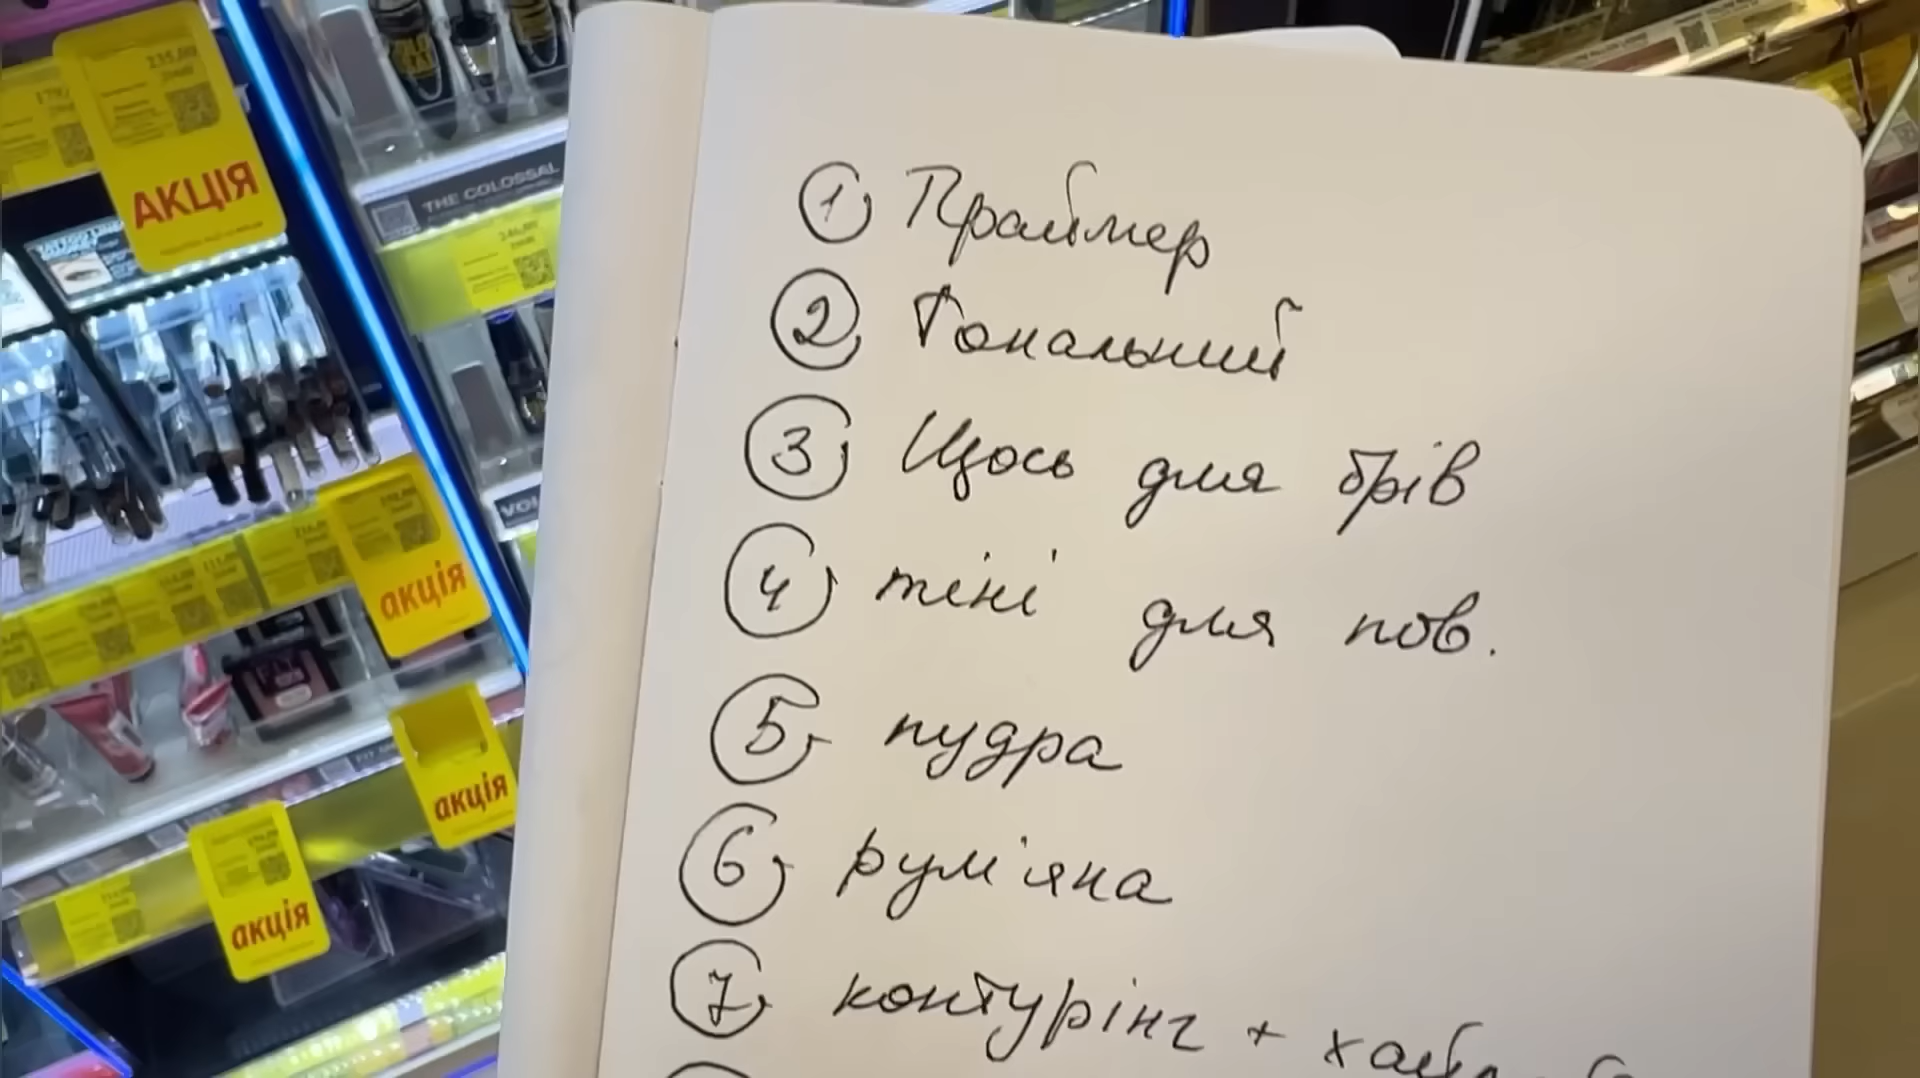 АКЦІЯ
THE COLOSSAL
акція
акція
акція
① Праймер
② Тональний
③ Щось для брів
④ тіні для пов.
⑤ пудра
⑥ рум'яна
⑦ контурінг +